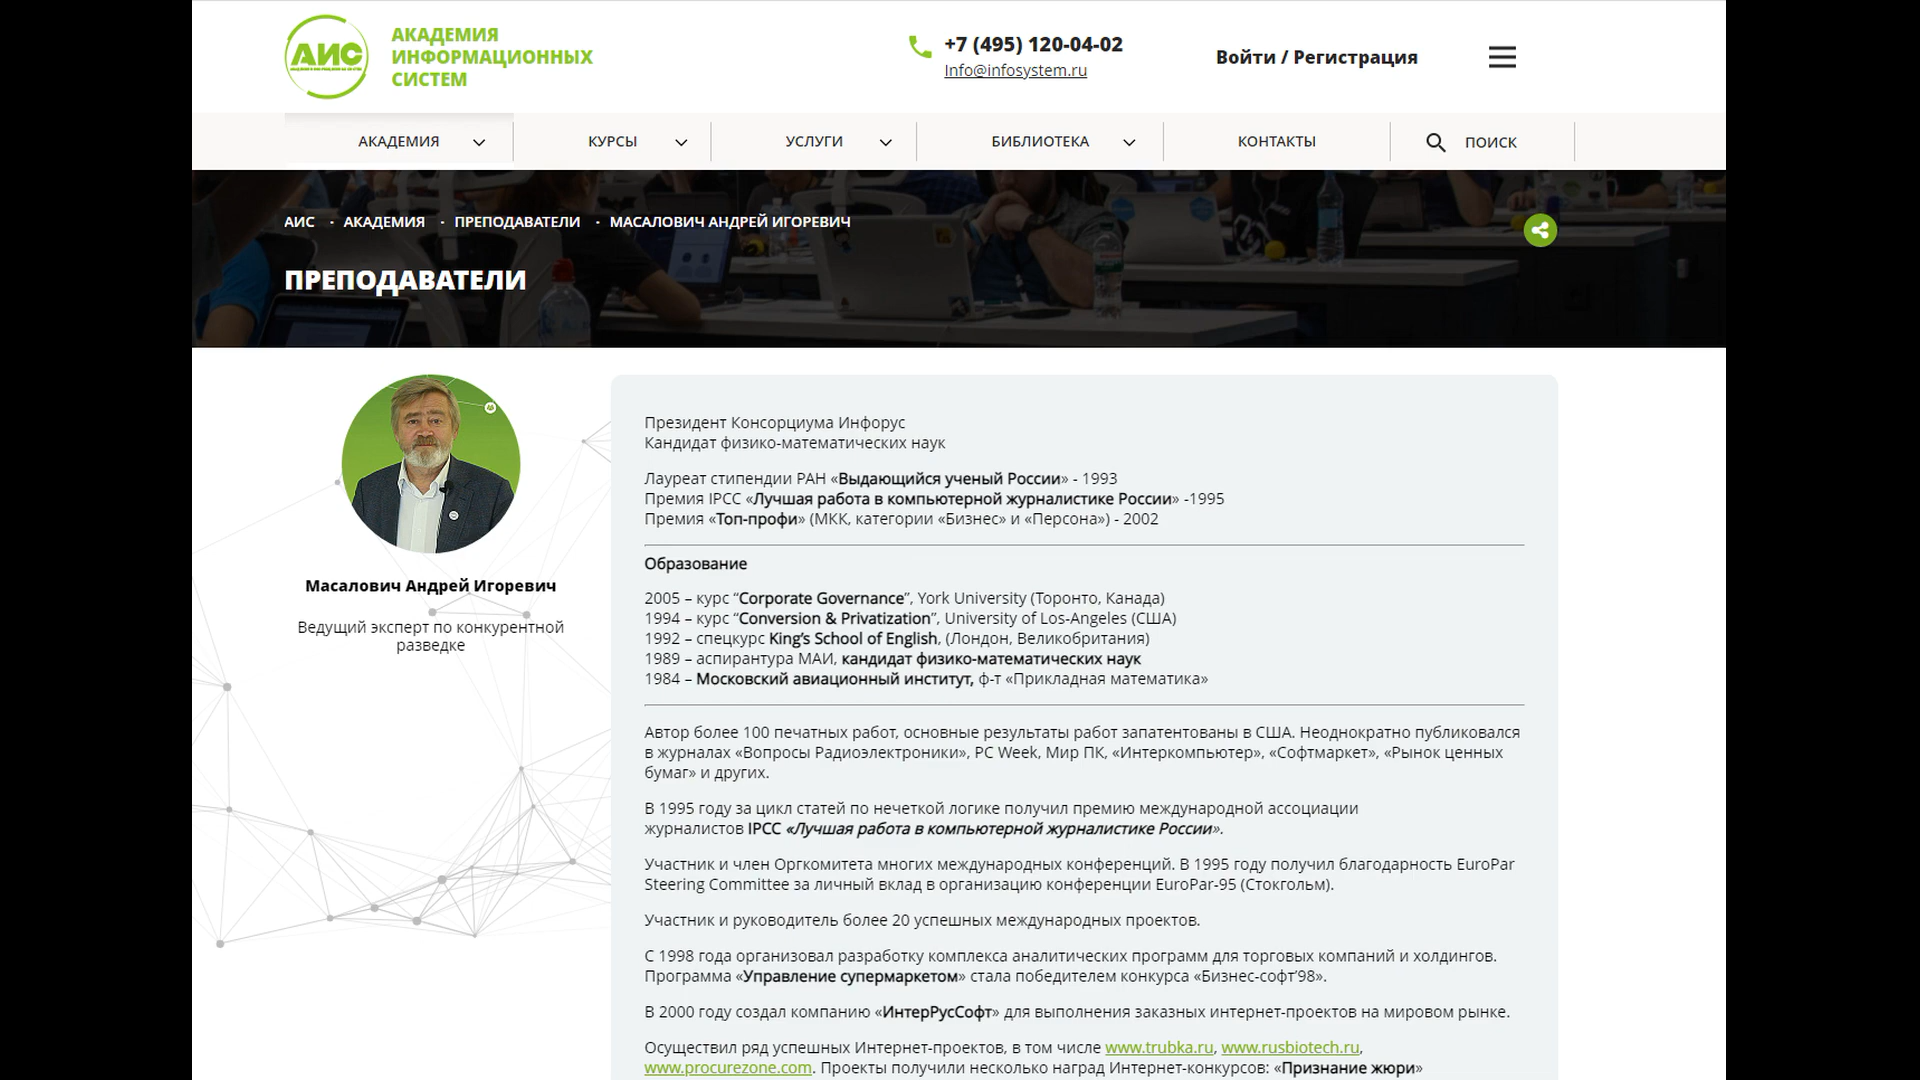 АИС
АКАДЕМИЯ
ИНФОРМАЦИОННЫХ
СИСТЕМ
+7 (495) 120-04-02
Info@infosystem.ru
Войти / Регистрация
АКАДЕМИЯ
КУРСЫ
УСЛУГИ
БИБЛИОТЕКА
КОНТАКТЫ
ПОИСК
АИС · АКАДЕМИЯ · ПРЕПОДАВАТЕЛИ · МАСАЛОВИЧ АНДРЕЙ ИГОРЕВИЧ
ПРЕПОДАВАТЕЛИ
Масалович Андрей Игоревич
Ведущий эксперт по конкурентной
разведке
Президент Консорциума Инфорус
Кандидат физико-математических наук
Лауреат стипендии РАН «Выдающийся ученый России» - 1993
Премия IPCC «Лучшая работа в компьютерной журналистике России» -1995
Премия «Топ-профи» (МКК, категории «Бизнес» и «Персона») - 2002
Образование
2005 – курс “Corporate Governance”, York University (Торонто, Канада)
1994 – курс “Conversion & Privatization”, University of Los-Angeles (США)
1992 – спецкурс King’s School of English, (Лондон, Великобритания)
1989 – аспирантура МАИ, кандидат физико-математических наук
1984 – Московский авиационный институт, ф-т «Прикладная математика»
Автор более 100 печатных работ, основные результаты работ запатентованы в США. Неоднократно публиковался
в журналах «Вопросы Радиоэлектроники», PC Week, Мир ПК, «Интеркомпьютер», «Софтмаркет», «Рынок ценных
бумаг» и других.
В 1995 году за цикл статей по нечеткой логике получил премию международной ассоциации
журналистов IPCC «Лучшая работа в компьютерной журналистике России».
Участник и член Оргкомитета многих международных конференций. В 1995 году получил благодарность EuroPar
Steering Committee за личный вклад в организацию конференции EuroPar-95 (Стокгольм).
Участник и руководитель более 20 успешных международных проектов.
С 1998 года организовал разработку комплекса аналитических программ для торговых компаний и холдингов.
Программа «Управление супермаркетом» стала победителем конкурса «Бизнес-софт’98».
В 2000 году создал компанию «ИнтерРусСофт» для выполнения заказных интернет-проектов на мировом рынке.
Осуществил ряд успешных Интернет-проектов, в том числе www.trubka.ru, www.rusbiotech.ru,
www.procurezone.com. Проекты получили несколько наград Интернет-конкурсов: «Признание жюри»